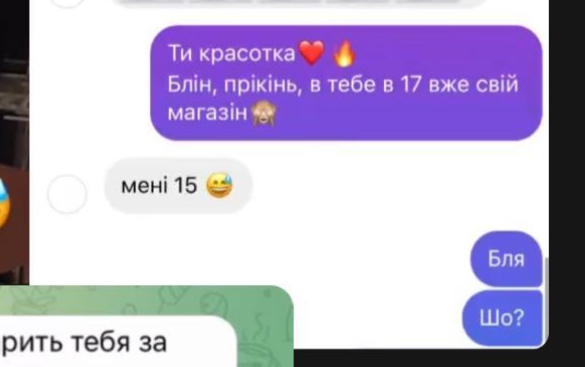 Ти красотка❤️🔥
Блін, прікінь, в тебе в 17 вже свій
магазін🙈
мені 15 😅
Бля
Шо?
рить тебя за